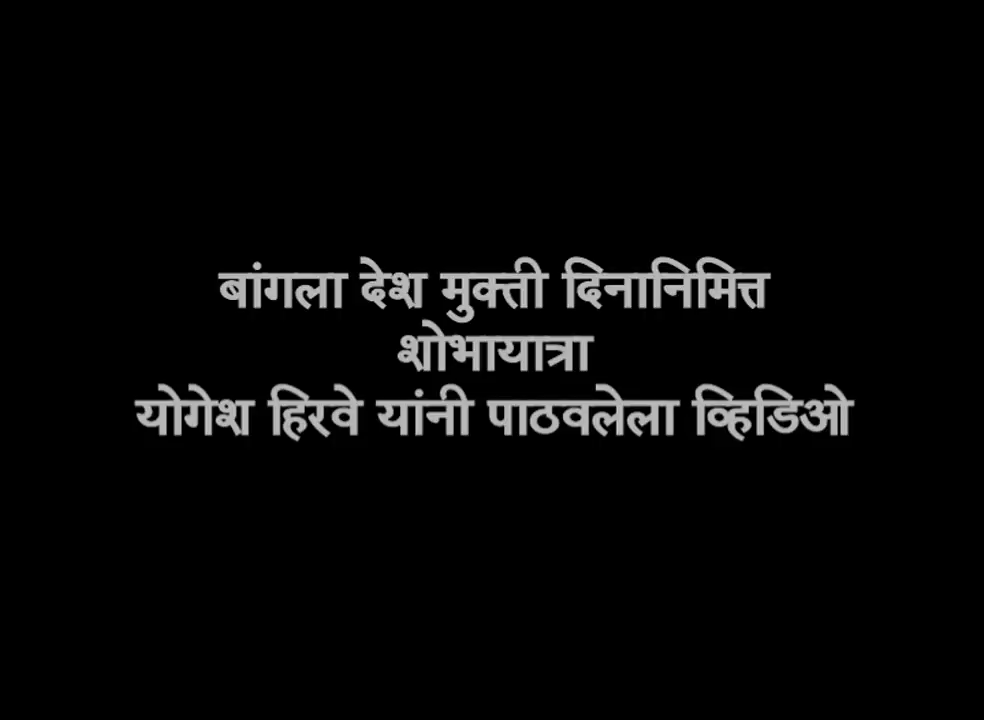 बांगला देश मुक्ती दिनानिमित्त
शोभायात्रा
योगेश हिरवे यांनी पाठवलेला व्हिडिओ